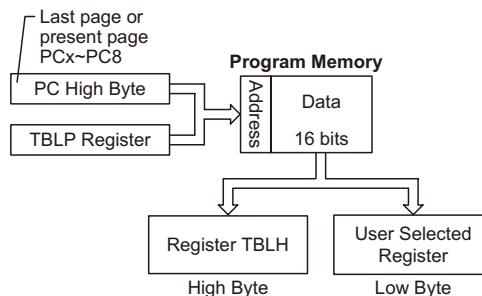 Last page or
present page
PCx~PC8
Program Memory
PC High Byte
TBLP Register
Address
Data
16 bits
Register TBLH
User Selected
Register
High Byte
Low Byte